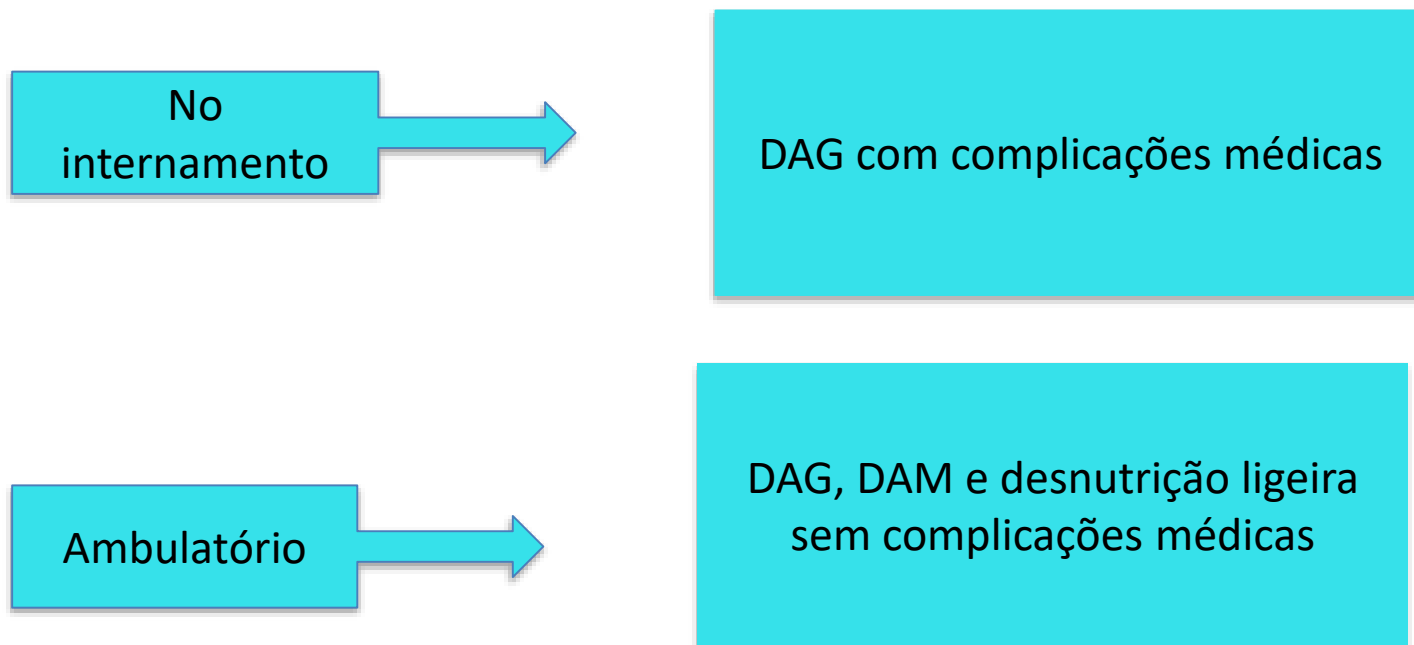 No
internamento
DAG com complicações médicas
Ambulatório
DAG, DAM e desnutrição ligeira
sem complicações médicas